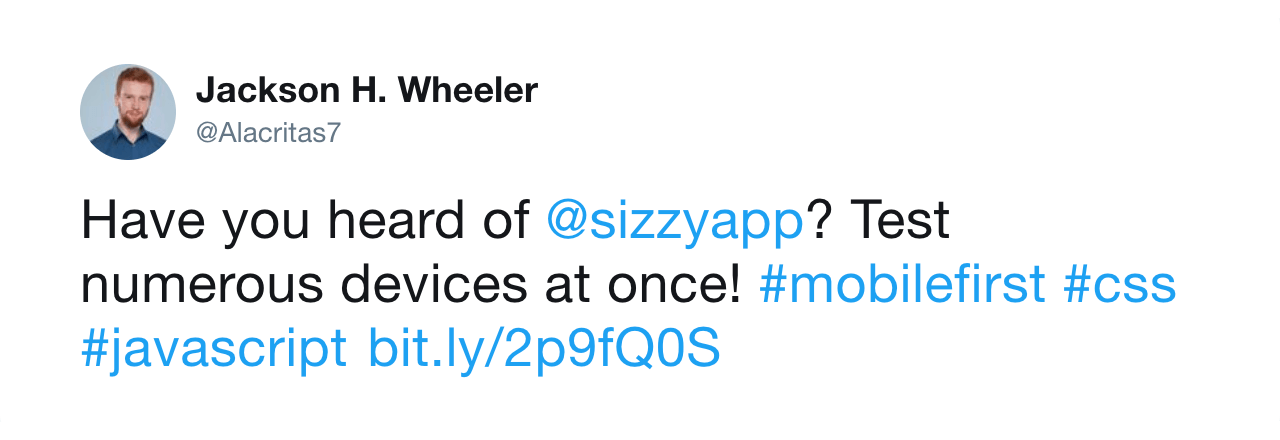 Jackson H. Wheeler
@Alacritas7
Have you heard of @sizzyapp? Test
numerous devices at once! #mobilefirst #css
#javascript bit.ly/2p9fQ0S